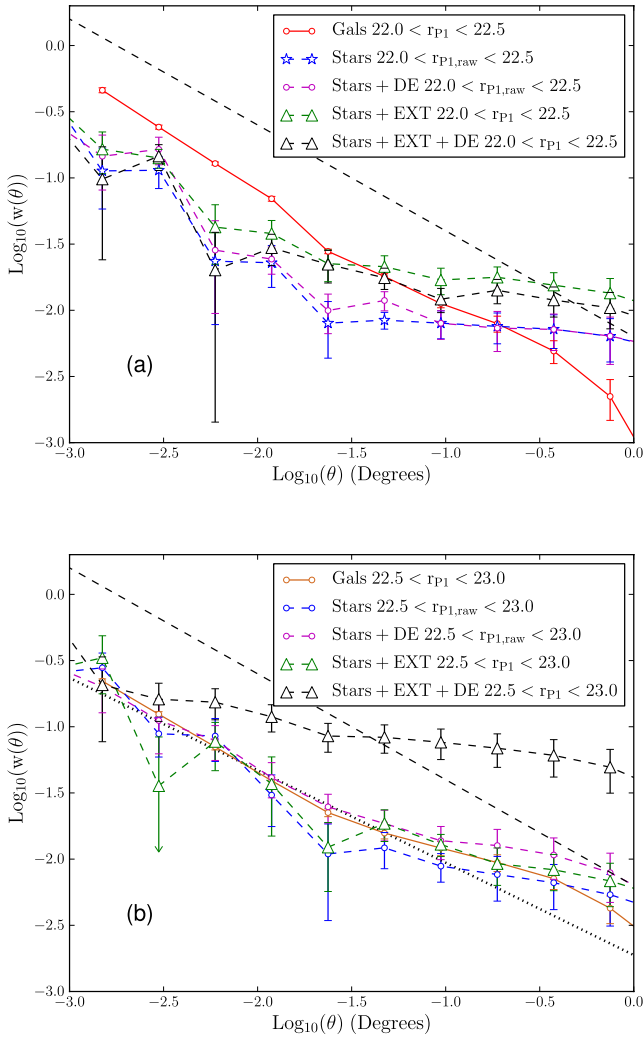 0.0
−0.5
−1.0
−1.5
−2.0
−2.5
−3.0
Log₁₀(w(θ))
Gals 22.0 < r_P1 < 22.5
Stars 22.0 < r_P1,raw < 22.5
Stars + DE 22.0 < r_P1,raw < 22.5
Stars + EXT 22.0 < r_P1 < 22.5
Stars + EXT + DE 22.0 < r_P1 < 22.5
(a)
−3.0 −2.5 −2.0 −1.5 −1.0 −0.5 0.0
Log₁₀(θ) (Degrees)
0.0
−0.5
−1.0
−1.5
−2.0
−2.5
−3.0
Log₁₀(w(θ))
Gals 22.5 < r_P1 < 23.0
Stars 22.5 < r_P1,raw < 23.0
Stars + DE 22.5 < r_P1,raw < 23.0
Stars + EXT 22.5 < r_P1 < 23.0
Stars + EXT + DE 22.5 < r_P1 < 23.0
(b)
−3.0 −2.5 −2.0 −1.5 −1.0 −0.5 0.0
Log₁₀(θ) (Degrees)